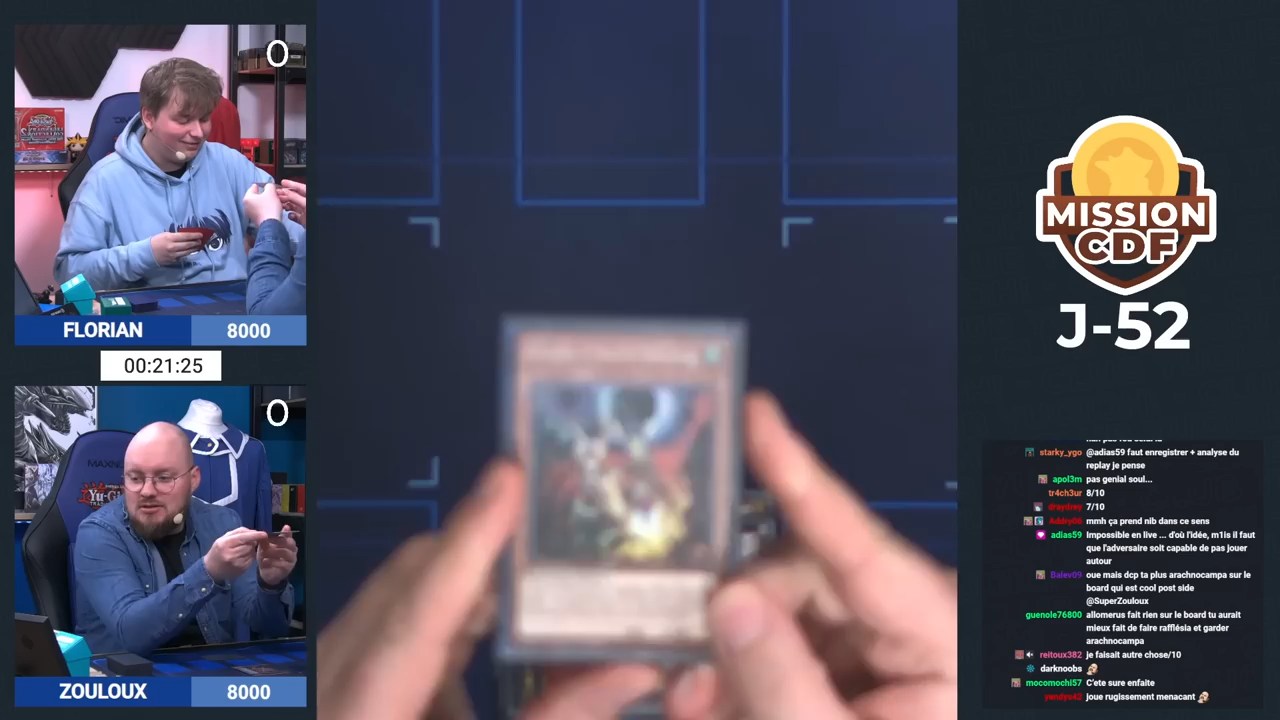 0
FLORIAN 8000
00:21:25
0
ZOULOUX 8000
MISSION
CDF
J-52
starky_ygo @adias59 faut enregistrer + analyse du
replay je pense
apol3m pas genial soul...
tr4ch3ur 8/10
7/10
mmh ça prend nib dans ce sens
adias59 Impossible en live ... d'où l'idée, m1is il faut
que l'adversaire soit capable de pas jouer
autour
Balev09 oue mais dcp ta plus arachnocampa sur le
board qui est cool post side
@SuperZouloux
guenole76800 allomerus fait rien sur le board tu aurait
mieux fait de faire rafflésia et garder
arachnocampa
reitoux382 je faisait autre chose/10
darknoobs
mocomochi57 C'ete sure enfaite
yandys42 joue rugissement menacant